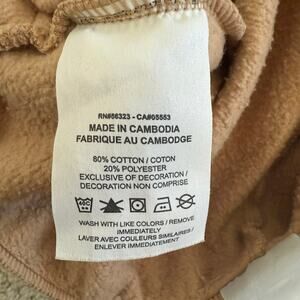 RN#56323 - CA#05553
MADE IN CAMBODIA
FABRIQUE AU CAMBODGE
80% COTTON / COTON
20% POLYESTER
EXCLUSIVE OF DECORATION /
DECORATION NON COMPRISE
WASH WITH LIKE COLORS / REMOVE
IMMEDIATELY
LAVER AVEC COULEURS SIMILAIRES /
ENLEVER IMMEDIATEMENT